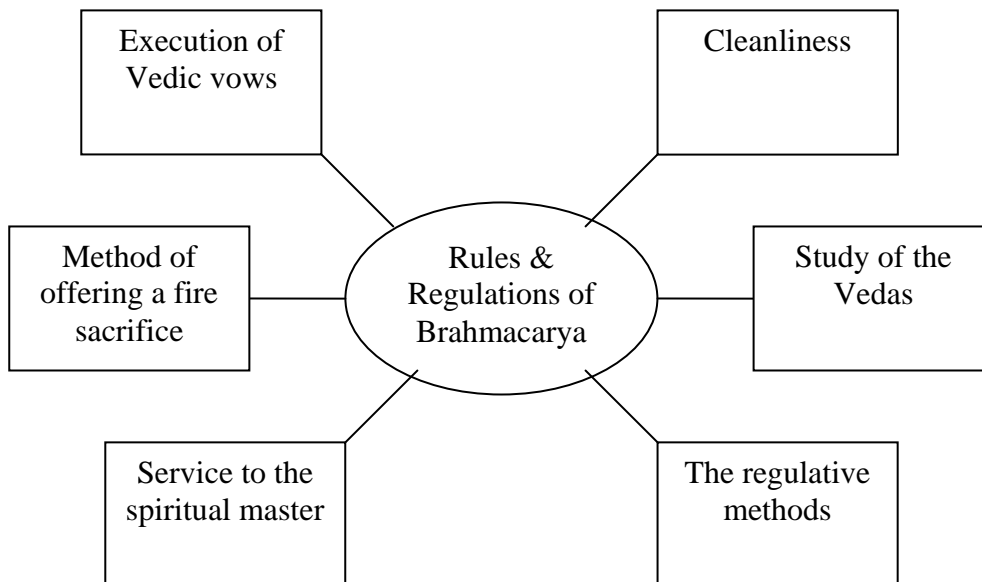 Execution of
Vedic vows
Cleanliness
Method of
offering a fire
sacrifice
Rules &
Regulations of
Brahmacarya
Study of the
Vedas
Service to the
spiritual master
The regulative
methods